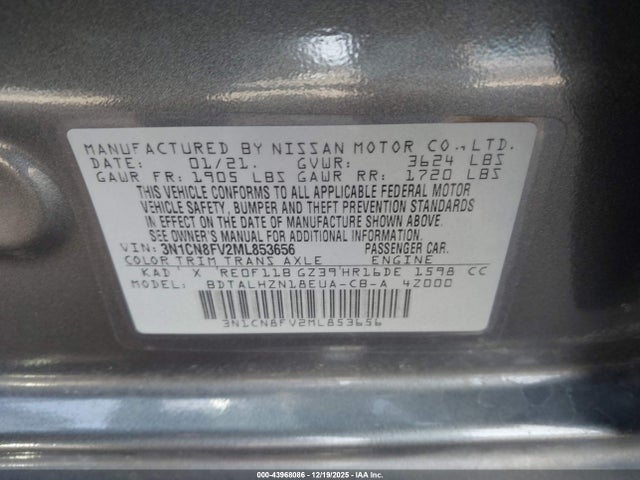 MANUFACTURED BY NISSAN MOTOR CO., LTD.
DATE: 01/21. GVWR: 3624 LBS
GAWR FR: 1905 LBS GAWR RR: 1720 LBS
THIS VEHICLE CONFORMS TO ALL APPLICABLE FEDERAL MOTOR
VEHICLE SAFETY, BUMPER AND THEFT PREVENTION STANDARDS
IN EFFECT ON THE DATE OF MANUFACTURE SHOWN ABOVE.
SEE OWNER'S MANUAL FOR ADDITIONAL INFORMATION.
VIN: 3N1CN8FV2ML853656 PASSENGER CAR.
COLOR TRIM TRANS AXLE ENGINE
KAD X RE0F11B GZ39 HR16DE 1598 CC
MODEL: BDTALHZN18EUA-CB-A 4Z000
3N1CN8FV2ML853656
000-43968086 - 12/19/2025 - IAAI.COM